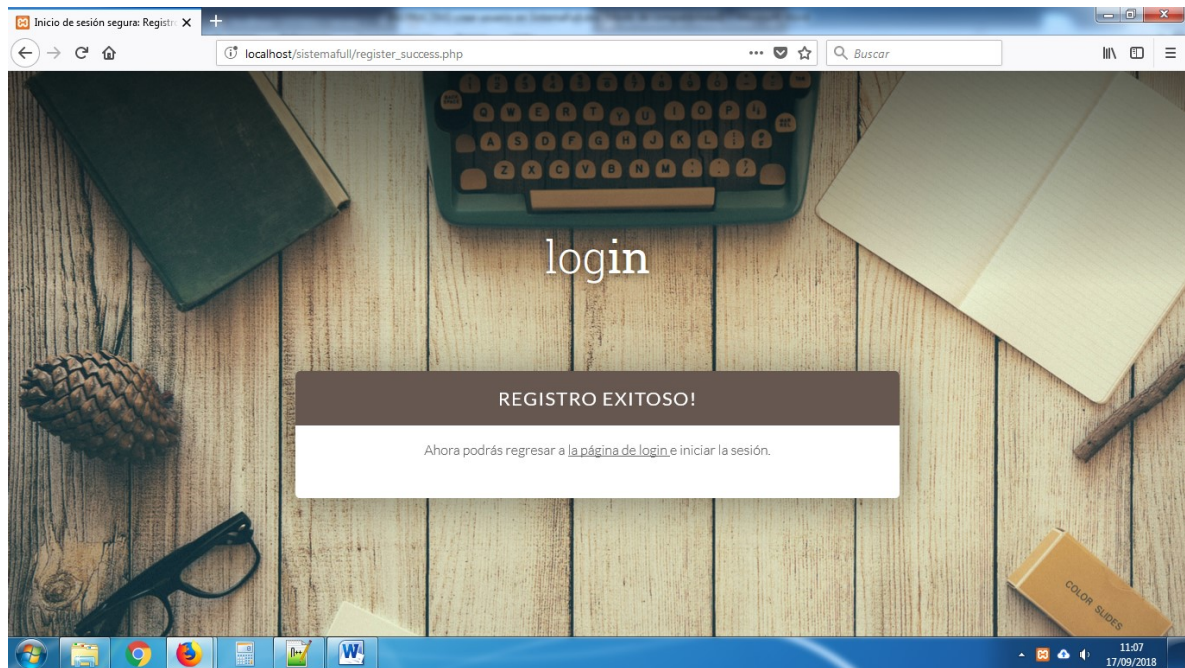 Inicio de sesión segura: Registr
localhost/sistemafull/register_success.php
Buscar
Q W E R T Y U I O P
A S D F G H J K L
Z X C V B N M
login
REGISTRO EXITOSO!
Ahora podrás regresar a la página de login e iniciar la sesión.
COLOR SLIDES
11:07
17/09/2018